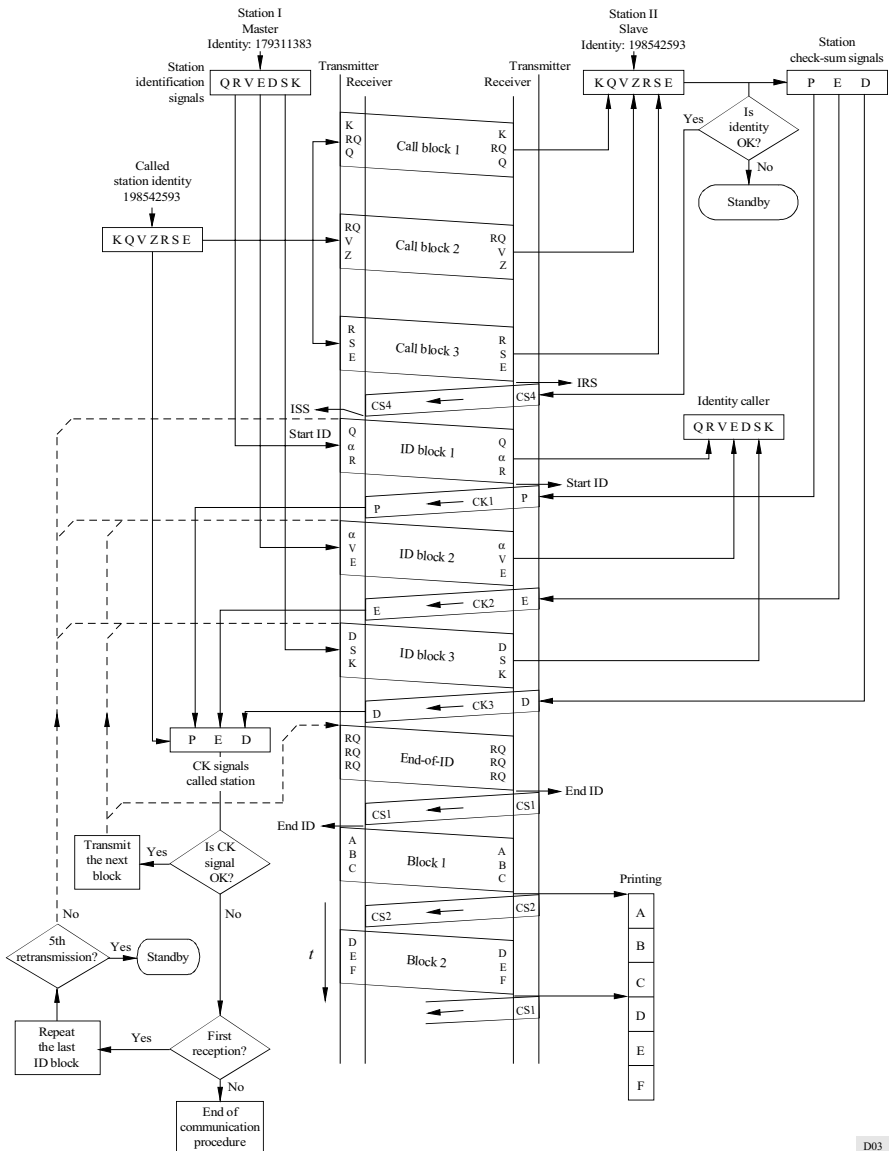 Station I
Master
Identity: 179311383
Station II
Slave
Identity: 198542593
Station
check-sum signals
Station
identification
signals
Q R V E D S K
Transmitter
Receiver
Transmitter
Receiver
K Q V Z R S E
P E D
Called
station identity
198542593
K Q V Z R S E
K
RQ
Q
Call block 1
K
RQ
Q
Yes
Is
identity
OK?
No
Standby
RQ
V
Z
Call block 2
RQ
V
Z
R
S
E
Call block 3
R
S
E
IRS
CS4
CS4
ISS
Identity caller
Q R V E D S K
Start ID
Q
α
R
ID block 1
Q
α
R
Start ID
P
CK1
P
α
V
E
ID block 2
α
V
E
E
CK2
E
D
S
K
ID block 3
D
S
K
D
CK3
D
P E D
CK signals
called station
RQ
RQ
RQ
End-of-ID
RQ
RQ
RQ
End ID
CS1
CS1
End ID
Transmit
the next
block
Yes
Is CK
signal
OK?
No
A
B
C
Block 1
A
B
C
Printing
CS2
CS2
No
5th
retransmission?
Yes
Standby
t
D
E
F
Block 2
D
E
F
CS1
A
B
C
D
E
F
Repeat
the last
ID block
Yes
First
reception?
No
End of
communication
procedure
D03